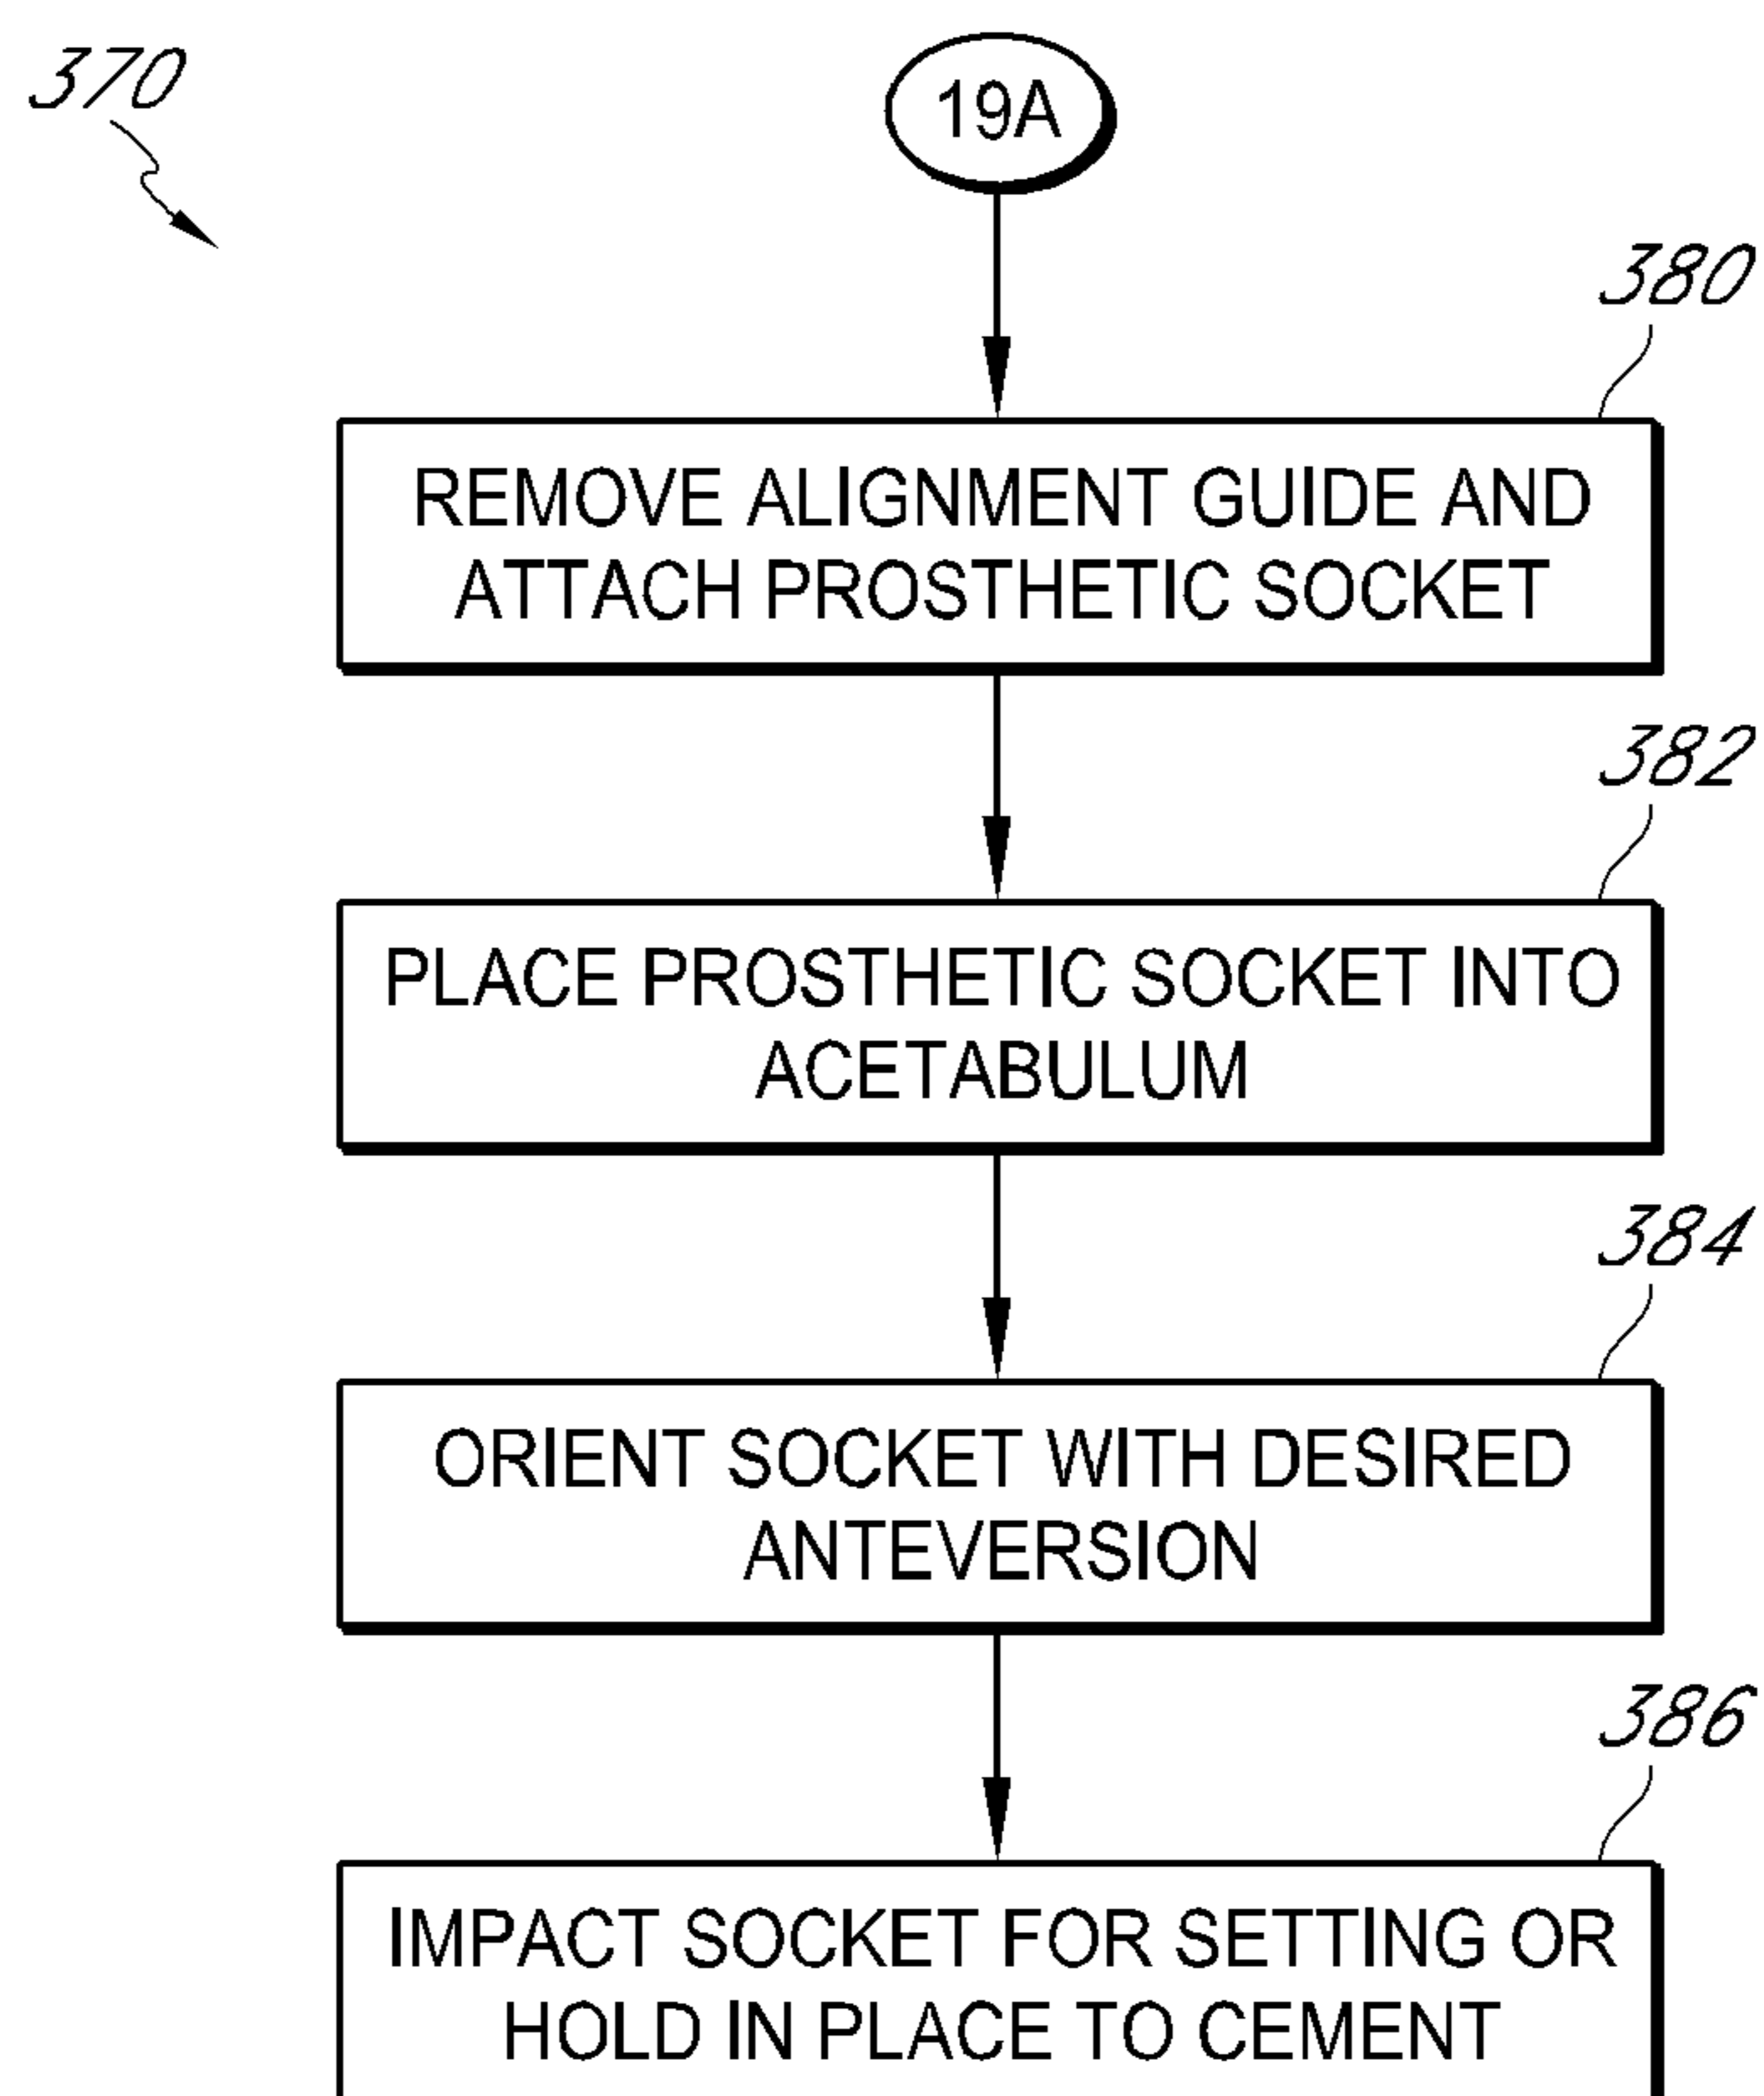 370
19A
380
REMOVE ALIGNMENT GUIDE AND
ATTACH PROSTHETIC SOCKET
382
PLACE PROSTHETIC SOCKET INTO
ACETABULUM
384
ORIENT SOCKET WITH DESIRED
ANTEVERSION
386
IMPACT SOCKET FOR SETTING OR
HOLD IN PLACE TO CEMENT